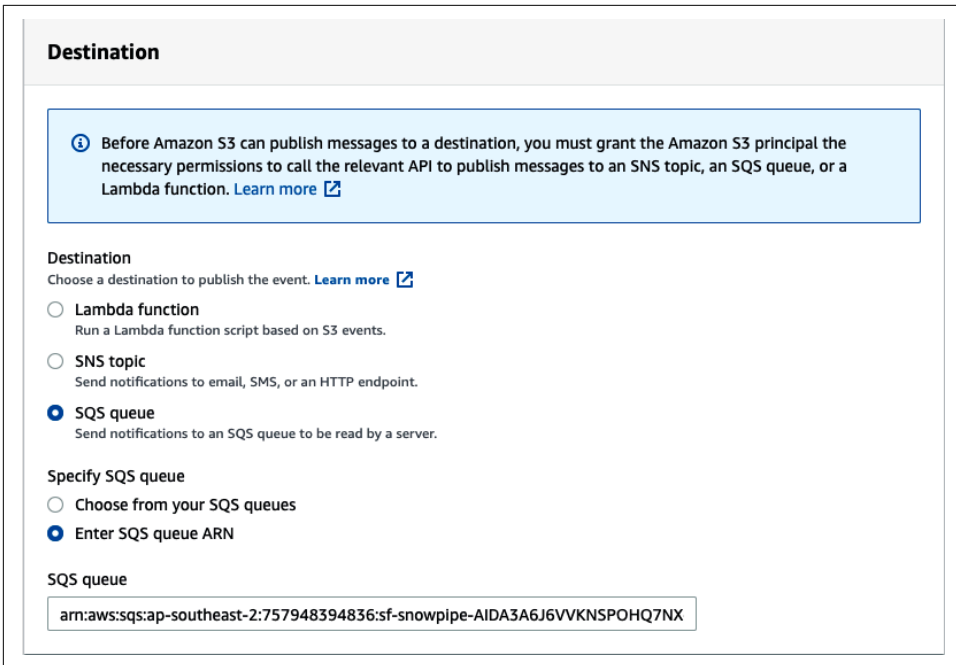 Destination
Before Amazon S3 can publish messages to a destination, you must grant the Amazon S3 principal the
necessary permissions to call the relevant API to publish messages to an SNS topic, an SQS queue, or a
Lambda function. Learn more
Destination
Choose a destination to publish the event. Learn more
Lambda function
Run a Lambda function script based on S3 events.
SNS topic
Send notifications to email, SMS, or an HTTP endpoint.
SQS queue
Send notifications to an SQS queue to be read by a server.
Specify SQS queue
Choose from your SQS queues
Enter SQS queue ARN
SQS queue
arn:aws:sqs:ap-southeast-2:757948394836:sf-snowpipe-AIDA3A6J6VVKNSPOHQ7NX